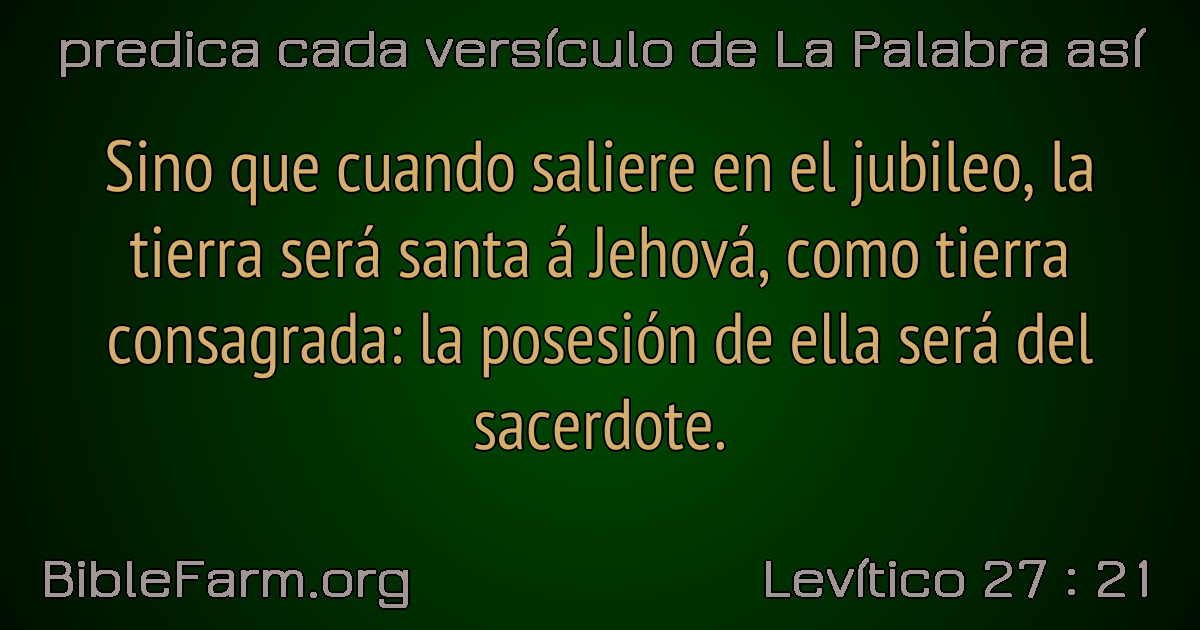 predica cada versículo de La Palabra así
Sino que cuando saliere en el jubileo, la
tierra será santa á Jehová, como tierra
consagrada: la posesión de ella será del
sacerdote.
BibleFarm.org
Levítico 27 : 21